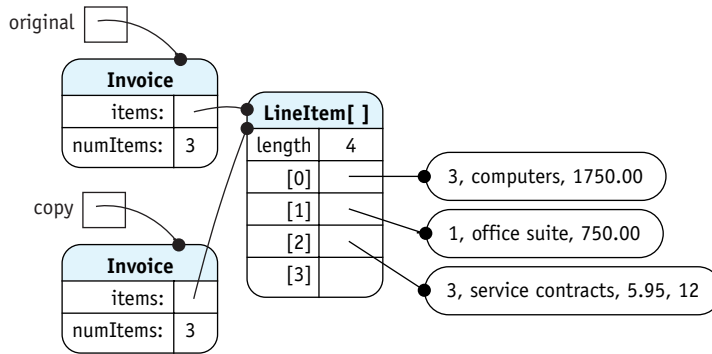 original
Invoice
items:
numItems: 3
LineItem[ ]
length 4
[0]
[1]
[2]
[3]
3, computers, 1750.00
1, office suite, 750.00
3, service contracts, 5.95, 12
copy
Invoice
items:
numItems: 3